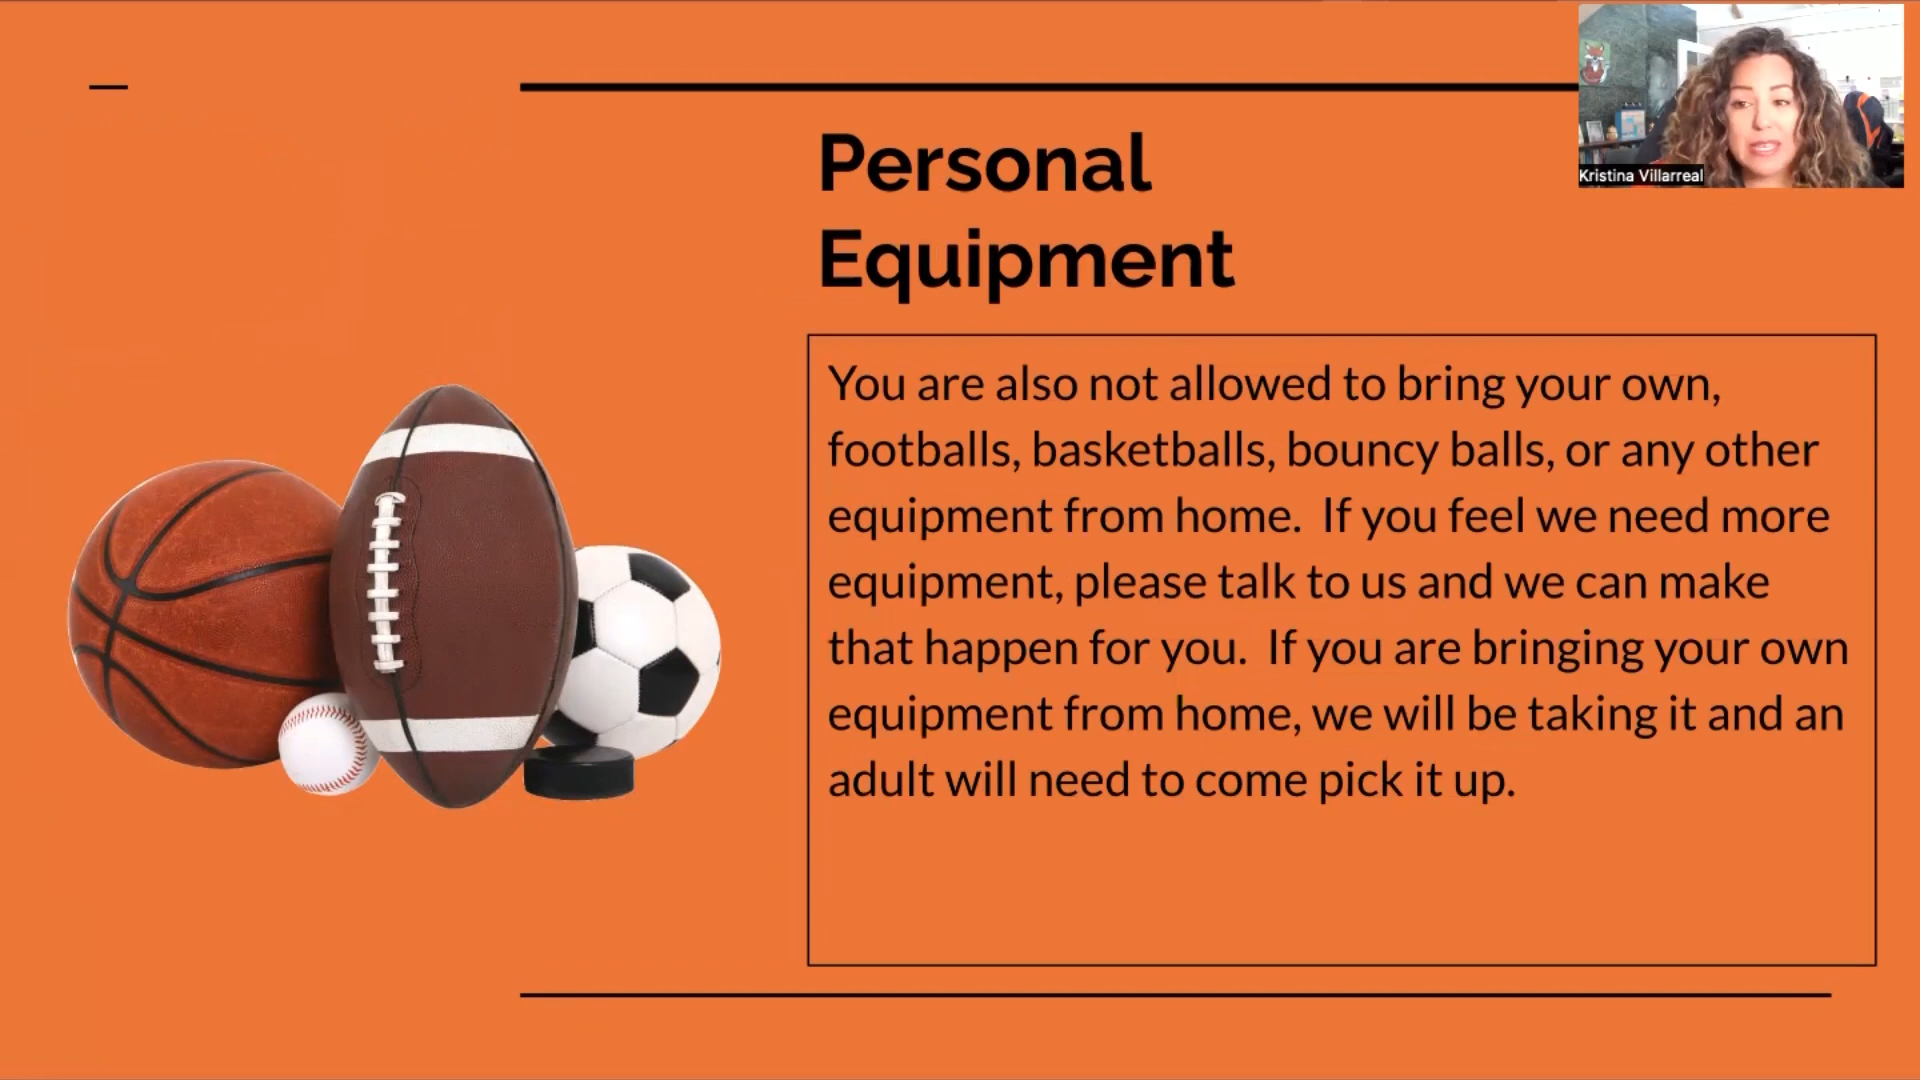 Kristina Villarreal
Personal
Equipment
You are also not allowed to bring your own,
footballs, basketballs, bouncy balls, or any other
equipment from home.  If you feel we need more
equipment, please talk to us and we can make
that happen for you.  If you are bringing your own
equipment from home, we will be taking it and an
adult will need to come pick it up.